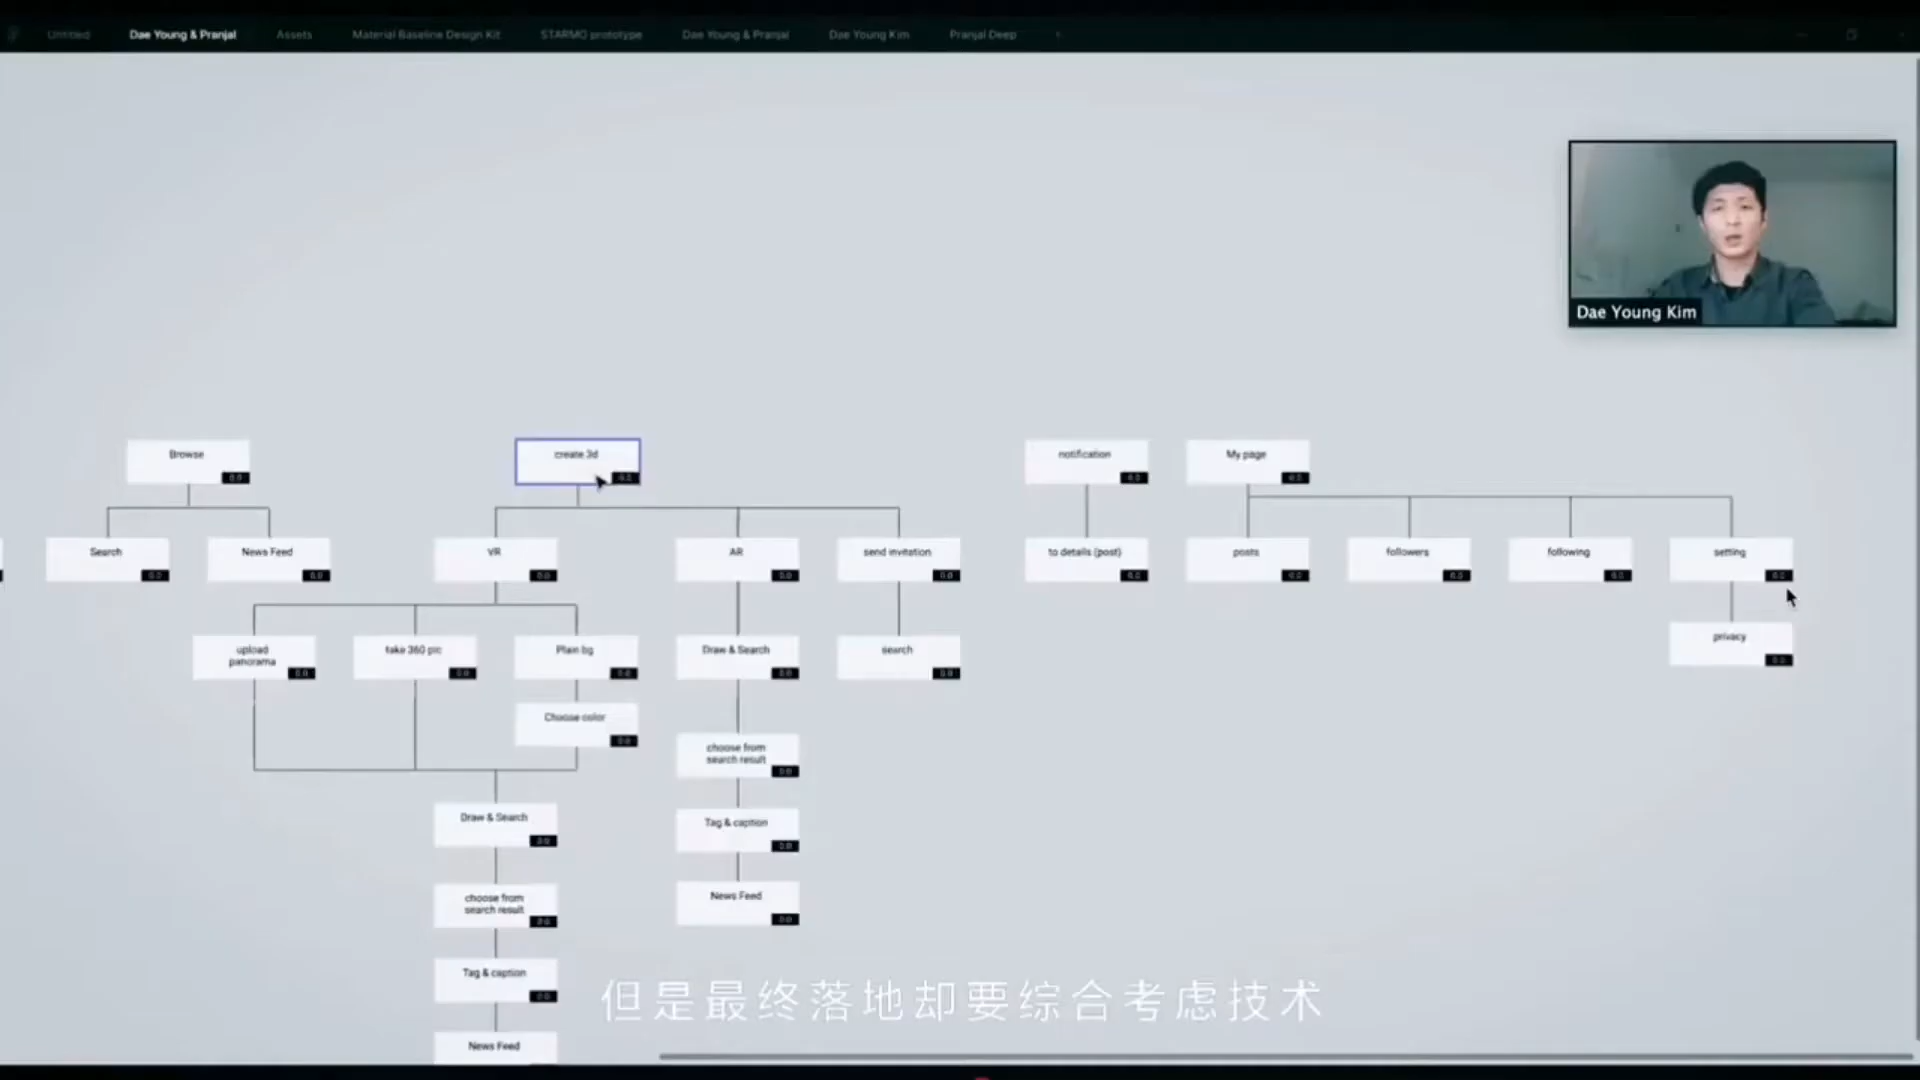 Untitled
Dae Young & Pranjal
Assets
Material Baseline Design Kit
STARMO prototype
Dae Young & Pranjal
Dae Young Kim
Pranjal Deep
Dae Young Kim
Browse
create 3d
notification
My page
Search
News Feed
VR
AR
send invitation
to details (post)
posts
followers
following
setting
upload
panorama
take 360 pic
Plain bg
Draw & Search
search
privacy
Choose color
choose from
search result
Draw & Search
Tag & caption
choose from
search result
News Feed
Tag & caption
News Feed
但是最终落地却要综合考虑技术